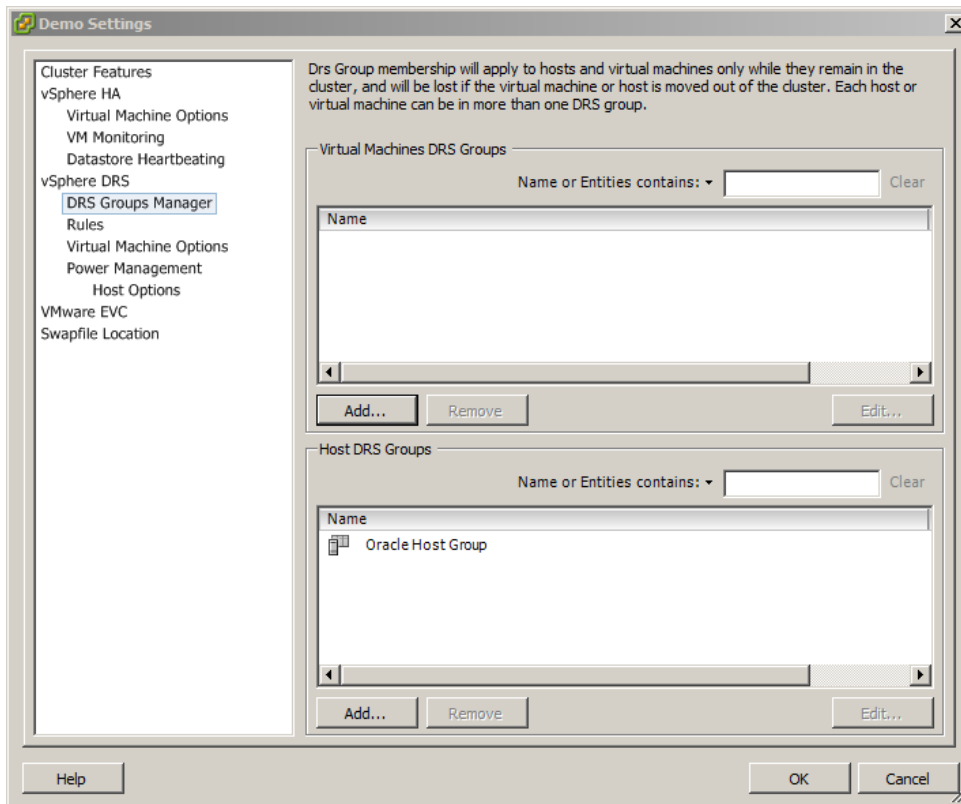 Demo Settings
Cluster Features
vSphere HA
Virtual Machine Options
VM Monitoring
Datastore Heartbeating
vSphere DRS
DRS Groups Manager
Rules
Virtual Machine Options
Power Management
Host Options
VMware EVC
Swapfile Location
Drs Group membership will apply to hosts and virtual machines only while they remain in the
cluster, and will be lost if the virtual machine or host is moved out of the cluster. Each host or
virtual machine can be in more than one DRS group.
Virtual Machines DRS Groups
Name or Entities contains: Clear
Name
Add... Remove Edit...
Host DRS Groups
Name or Entities contains: Clear
Name
Oracle Host Group
Add... Remove Edit...
Help OK Cancel